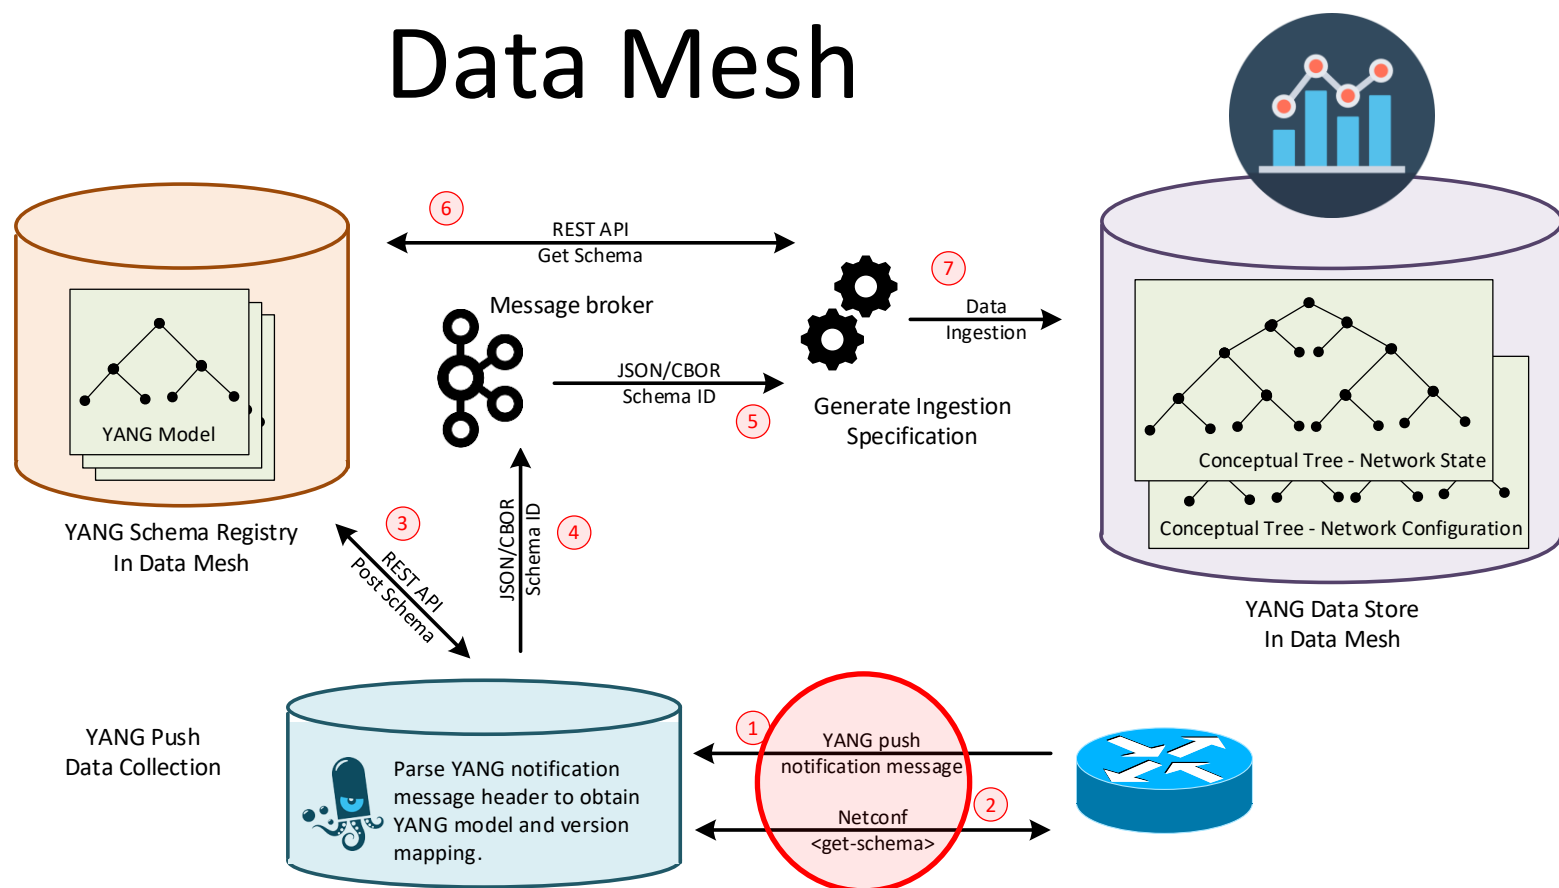 Data Mesh
6
REST API
Get Schema
7
Data
Ingestion
Message broker
JSON/CBOR
Schema ID
5
Generate Ingestion
Specification
YANG Model
YANG Schema Registry
In Data Mesh
Conceptual Tree - Network State
Conceptual Tree - Network Configuration
YANG Data Store
In Data Mesh
3
REST API
Post Schema
4
JSON/CBOR
Schema ID
YANG Push
Data Collection
Parse YANG notification
message header to obtain
YANG model and version
mapping.
1
YANG push
notification message
2
Netconf
<get-schema>